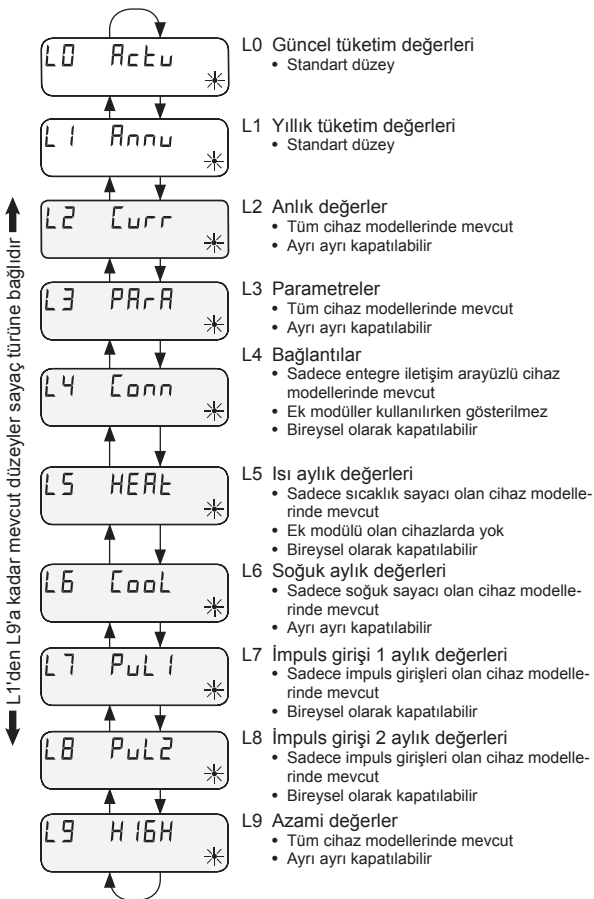 L0 Actu
L0 Güncel tüketim değerleri
• Standart düzey
L1 Annu
L1 Yıllık tüketim değerleri
• Standart düzey
L1'den L9'a kadar mevcut düzeyler sayaç türüne bağlıdır
L2 Curr
L2 Anlık değerler
• Tüm cihaz modellerinde mevcut
• Ayrı ayrı kapatılabilir
L3 PArA
L3 Parametreler
• Tüm cihaz modellerinde mevcut
• Ayrı ayrı kapatılabilir
L4 Conn
L4 Bağlantılar
• Sadece entegre iletişim arayüzlü cihaz
modellerinde mevcut
• Ek modüller kullanılırken gösterilmez
• Bireysel olarak kapatılabilir
L5 HEAt
L5 Isı aylık değerleri
• Sadece sıcaklık sayacı olan cihaz modelle-
rinde mevcut
• Ek modülü olan cihazlarda yok
• Bireysel olarak kapatılabilir
L6 CooL
L6 Soğuk aylık değerleri
• Sadece soğuk sayacı olan cihaz modelle-
rinde mevcut
• Ayrı ayrı kapatılabilir
L7 PuL1
L7 İmpuls girişi 1 aylık değerleri
• Sadece impuls girişleri olan cihaz modelle-
rinde mevcut
• Bireysel olarak kapatılabilir
L8 PuL2
L8 İmpuls girişi 2 aylık değerleri
• Sadece impuls girişleri olan cihaz modelle-
rinde mevcut
• Bireysel olarak kapatılabilir
L9 HIGH
L9 Azami değerler
• Tüm cihaz modellerinde mevcut
• Ayrı ayrı kapatılabilir